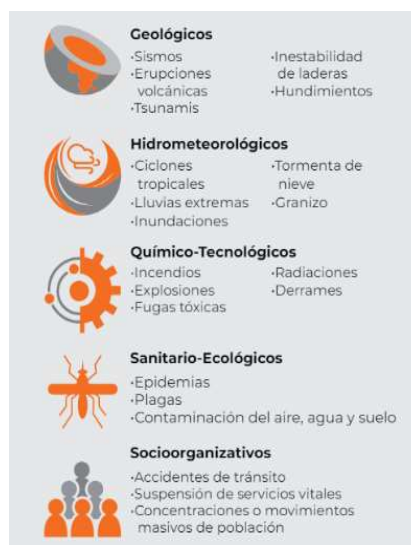 Geológicos
•Sismos
•Erupciones
volcánicas
•Tsunamis
•Inestabilidad
de laderas
•Hundimientos
Hidrometeorológicos
•Ciclones
tropicales
•Lluvias extremas
•Inundaciones
•Tormenta de
nieve
•Granizo
Químico-Tecnológicos
•Incendios
•Explosiones
•Fugas tóxicas
•Radiaciones
•Derrames
Sanitario-Ecológicos
•Epidemias
•Plagas
•Contaminación del aire, agua y suelo
Socioorganizativos
•Accidentes de tránsito
•Suspensión de servicios vitales
•Concentraciones o movimientos
masivos de población